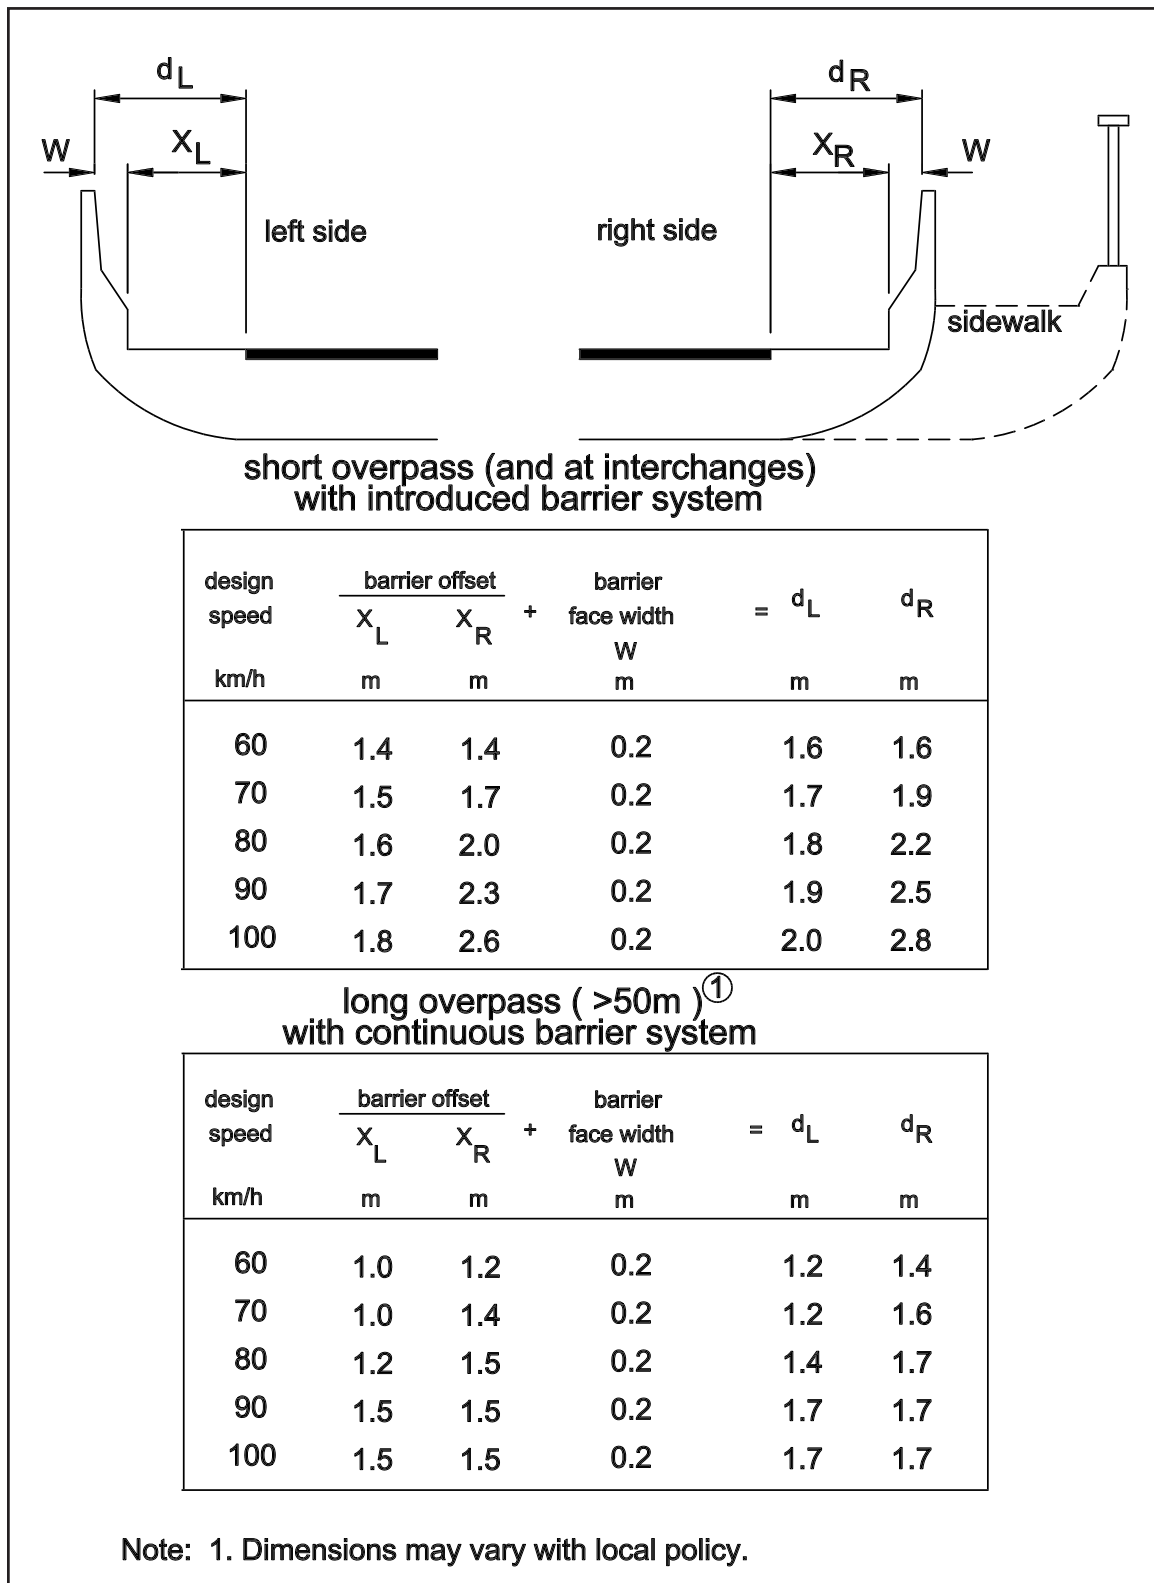 dL dR
W XL XR W
left side right side
sidewalk
short overpass (and at interchanges)
with introduced barrier system
design barrier offset barrier
speed XL XR + face width = dL dR
W
km/h m m m m m
60 1.4 1.4 0.2 1.6 1.6
70 1.5 1.7 0.2 1.7 1.9
80 1.6 2.0 0.2 1.8 2.2
90 1.7 2.3 0.2 1.9 2.5
100 1.8 2.6 0.2 2.0 2.8
long overpass ( >50m )①
with continuous barrier system
design barrier offset barrier
speed XL XR + face width = dL dR
W
km/h m m m m m
60 1.0 1.2 0.2 1.2 1.4
70 1.0 1.4 0.2 1.2 1.6
80 1.2 1.5 0.2 1.4 1.7
90 1.5 1.5 0.2 1.7 1.7
100 1.5 1.5 0.2 1.7 1.7
Note: 1. Dimensions may vary with local policy.